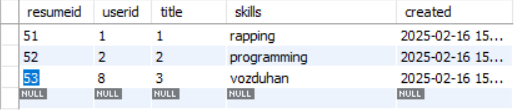 resumeid userid title skills created
51 1 1 rapping 2025-02-16 15...
52 2 2 programming 2025-02-16 15...
53 8 3 vozduhan 2025-02-16 15...
NULL NULL NULL NULL NULL